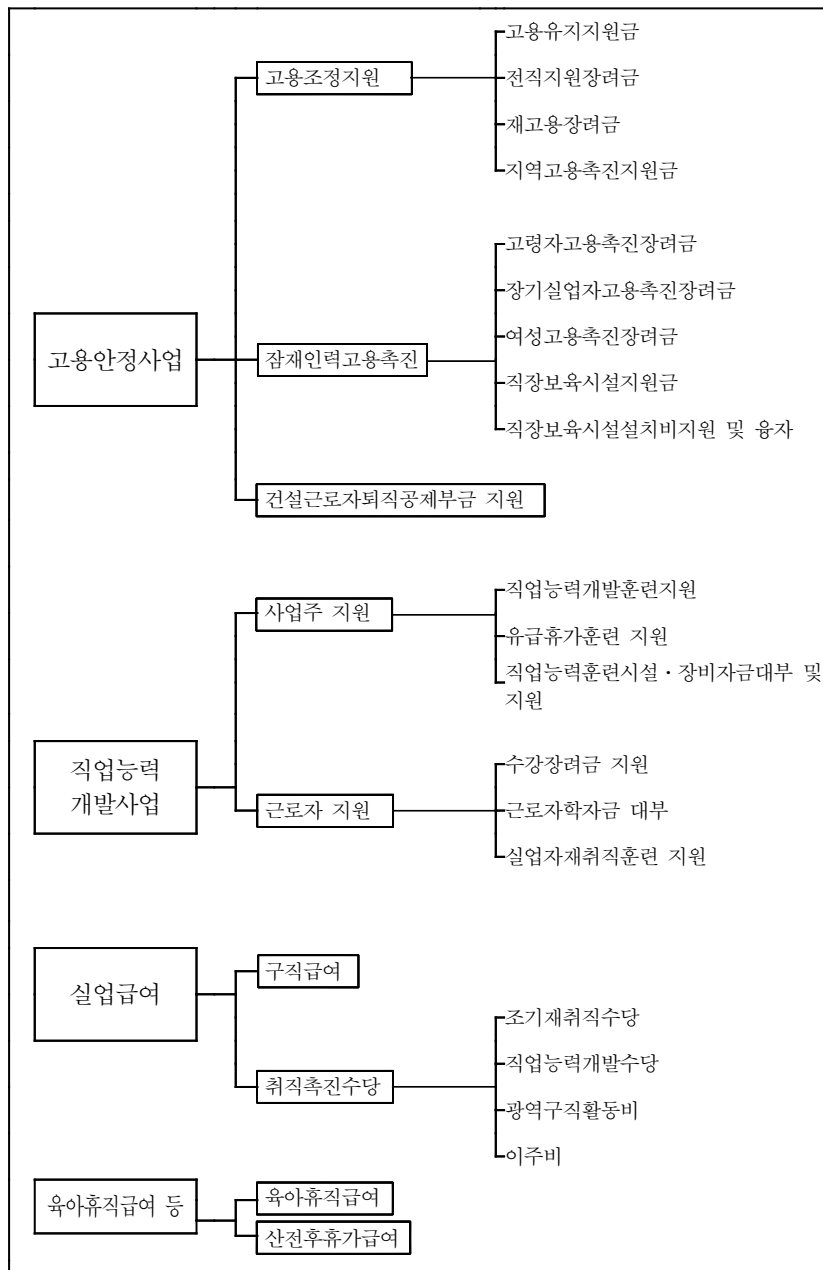 고용안정사업
고용조정지원
고용유지지원금
전직지원장려금
재고용장려금
지역고용촉진지원금
잠재인력고용촉진
고령자고용촉진장려금
장기실업자고용촉진장려금
여성고용촉진장려금
직장보육시설지원금
직장보육시설설치비지원 및 융자
건설근로자퇴직공제부금 지원
직업능력
개발사업
사업주 지원
직업능력개발훈련지원
유급휴가훈련 지원
직업능력훈련시설·장비자금대부 및
지원
근로자 지원
수강장려금 지원
근로자학자금 대부
실업자재취직훈련 지원
실업급여
구직급여
취직촉진수당
조기재취직수당
직업능력개발수당
광역구직활동비
이주비
육아휴직급여 등
육아휴직급여
산전후휴가급여